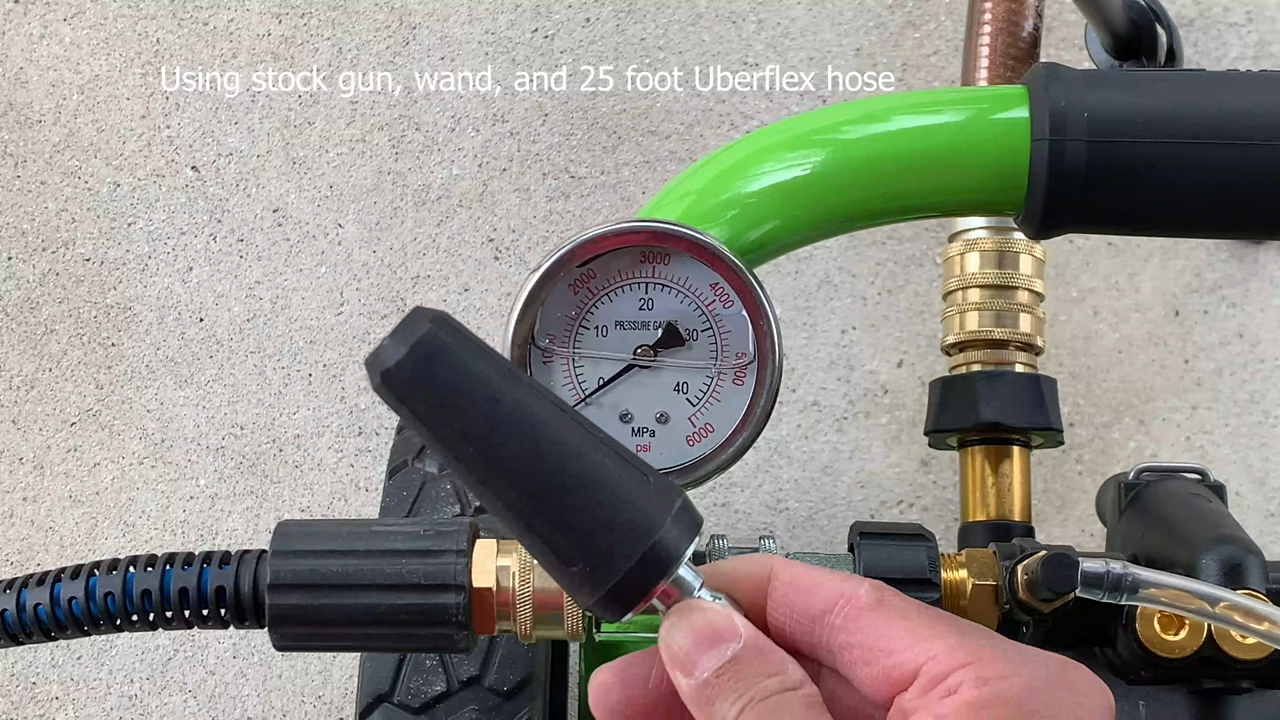 Using stock gun, wand, and 25 foot Uberflex hose
3000
2000
4000
20
PRESSURE GAUGE
10
30
1000
5000
0
40
MPa
6000
psi